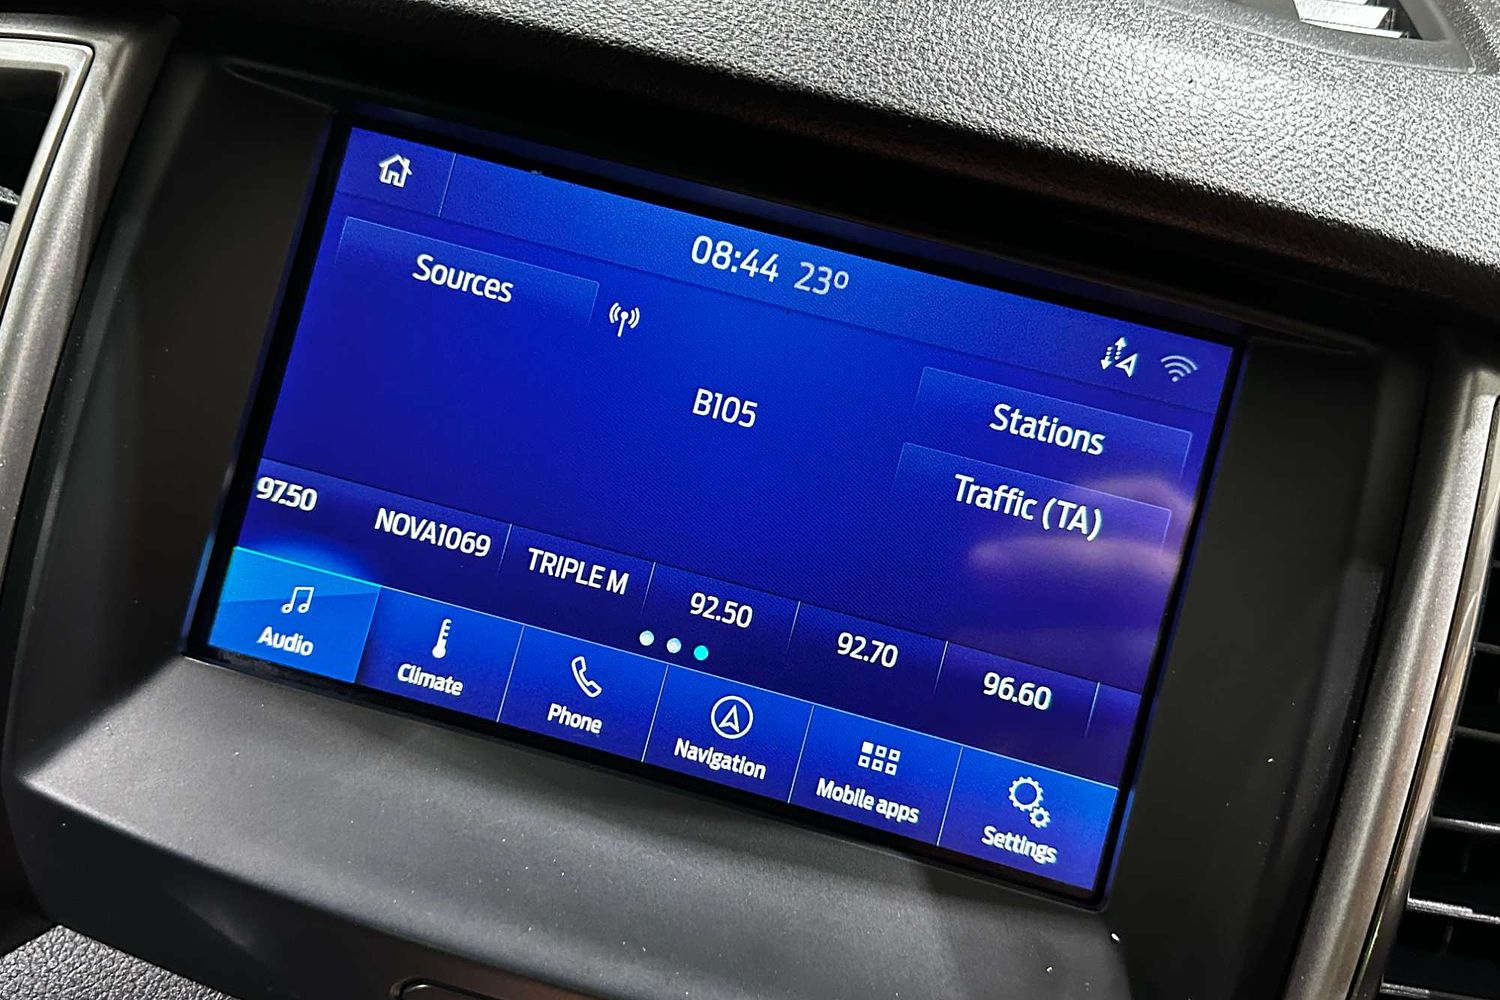 08:44 23°
Sources
B105
Stations
Traffic (TA)
97.50
NOVA1069
TRIPLE M
92.50
92.70
96.60
Audio
Climate
Phone
Navigation
Mobile apps
Settings